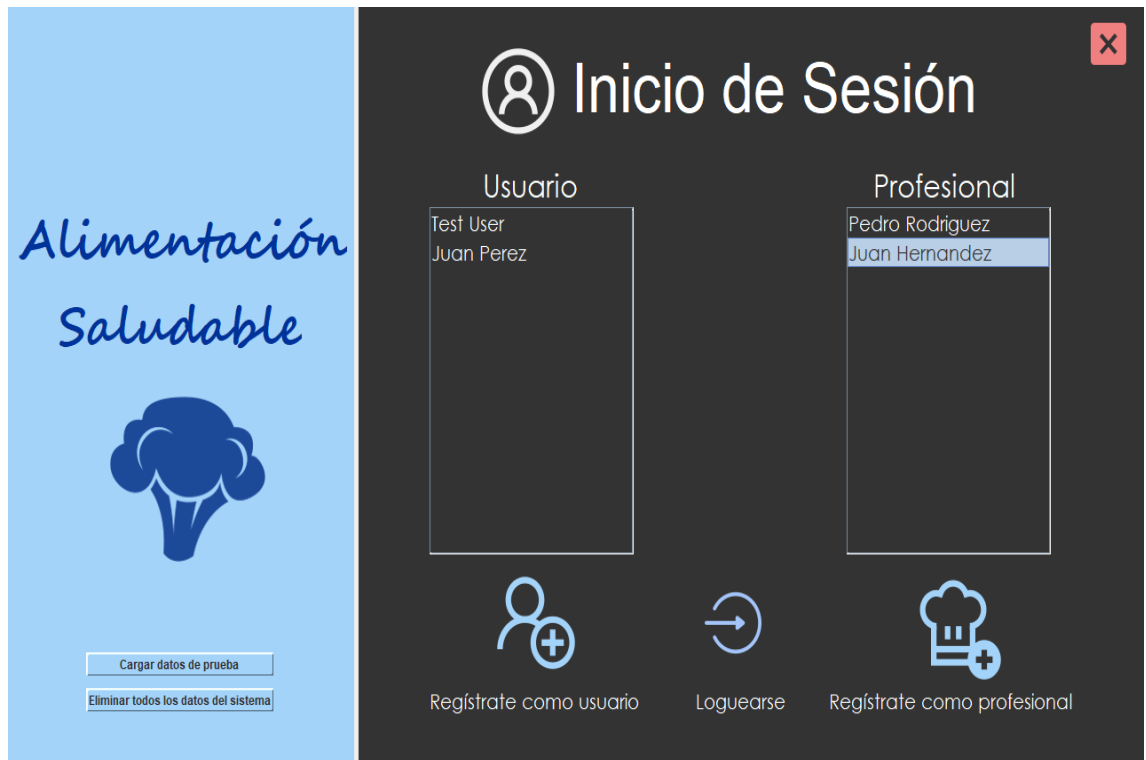 Alimentación
Saludable
Cargar datos de prueba
Eliminar todos los datos del sistema
Inicio de Sesión
Usuario
Test User
Juan Perez
Profesional
Pedro Rodriguez
Juan Hernandez
Regístrate como usuario
Loguearse
Regístrate como profesional